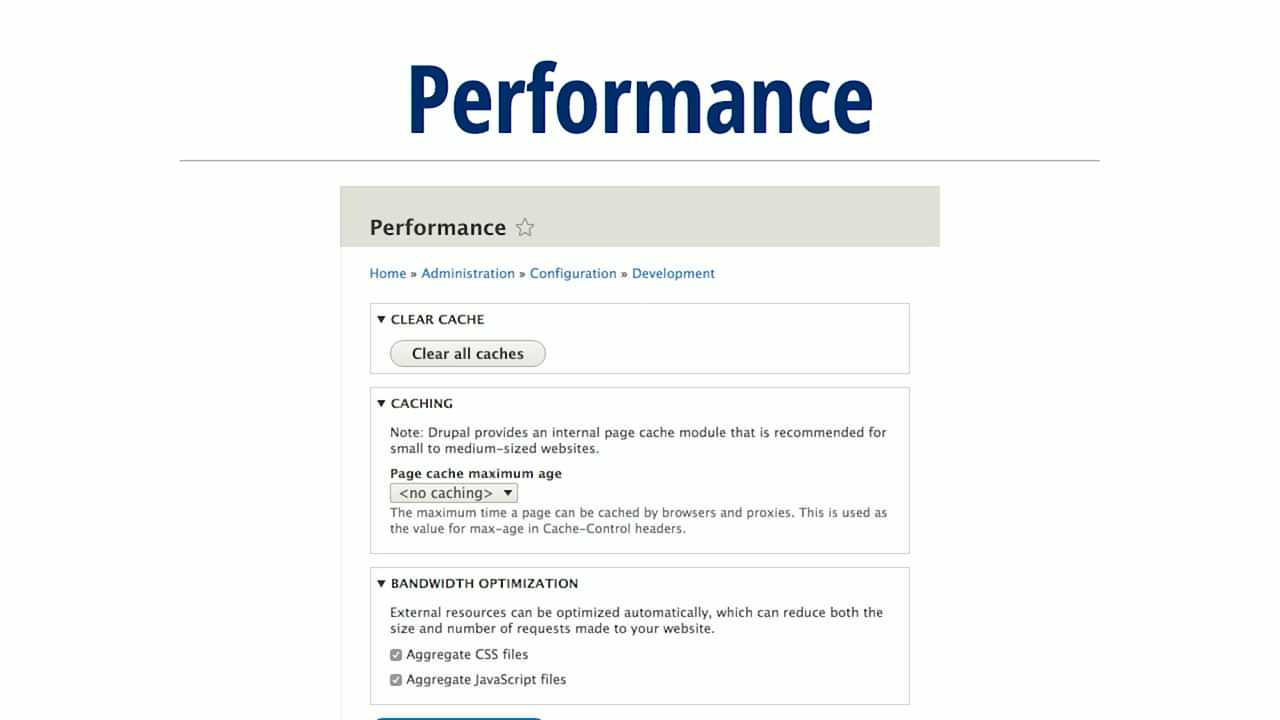 Performance
Performance
Home » Administration » Configuration » Development
CLEAR CACHE
Clear all caches
CACHING
Note: Drupal provides an internal page cache module that is recommended for
small to medium-sized websites.
Page cache maximum age
<no caching>
The maximum time a page can be cached by browsers and proxies. This is used as
the value for max-age in Cache-Control headers.
BANDWIDTH OPTIMIZATION
External resources can be optimized automatically, which can reduce both the
size and number of requests made to your website.
Aggregate CSS files
Aggregate JavaScript files